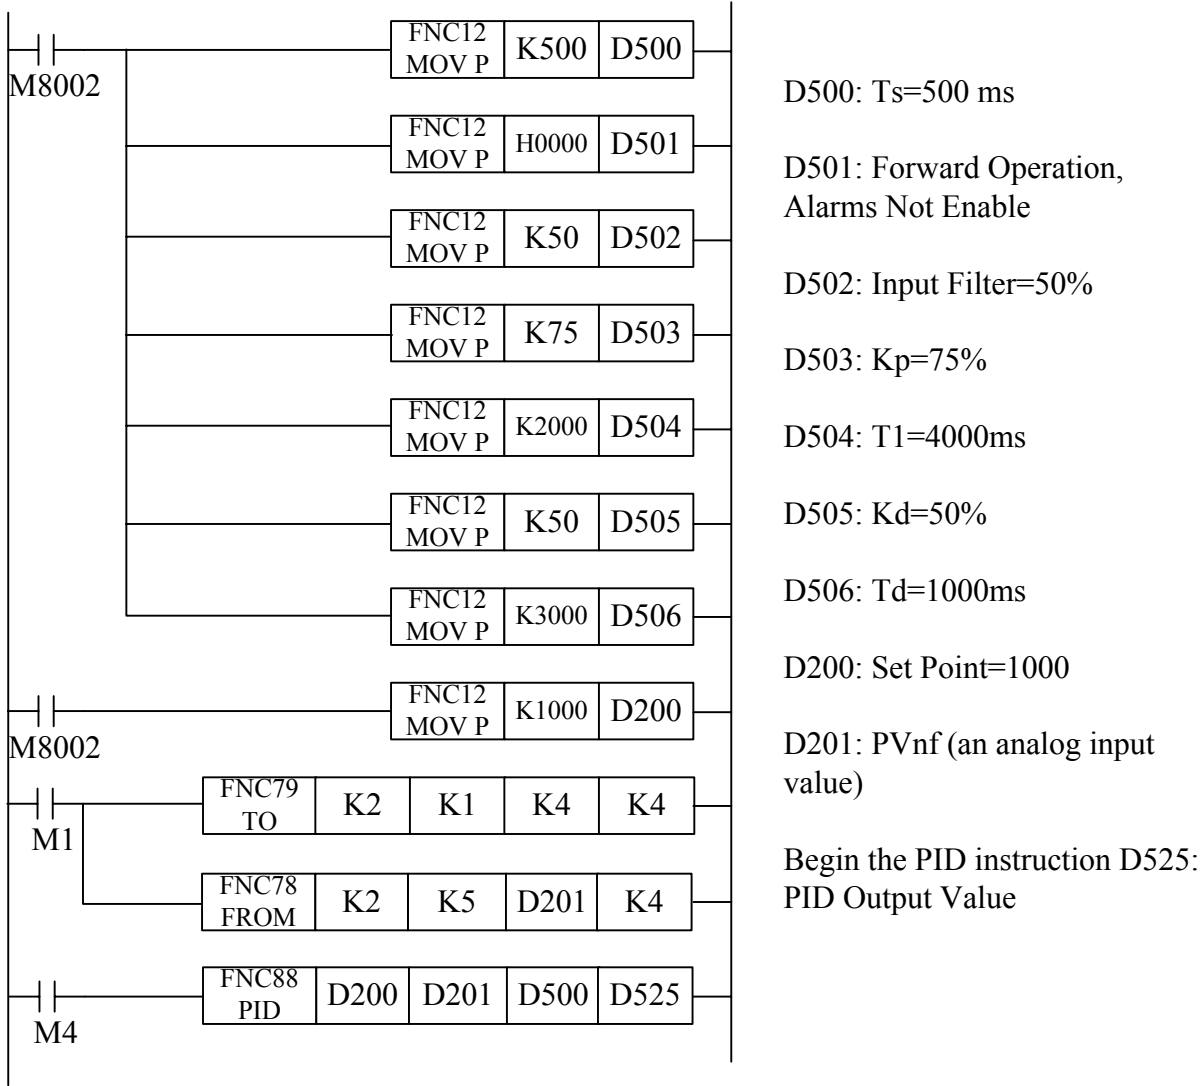 FNC12
MOV P K500 D500
M8002
FNC12
MOV P H0000 D501
FNC12
MOV P K50 D502
FNC12
MOV P K75 D503
FNC12
MOV P K2000 D504
FNC12
MOV P K50 D505
FNC12
MOV P K3000 D506
FNC12
MOV P K1000 D200
M8002
FNC79
TO K2 K1 K4 K4
M1
FNC78
FROM K2 K5 D201 K4
FNC88
PID D200 D201 D500 D525
M4
D500: Ts=500 ms
D501: Forward Operation,
Alarms Not Enable
D502: Input Filter=50%
D503: Kp=75%
D504: T1=4000ms
D505: Kd=50%
D506: Td=1000ms
D200: Set Point=1000
D201: PVnf (an analog input
value)
Begin the PID instruction D525:
PID Output Value